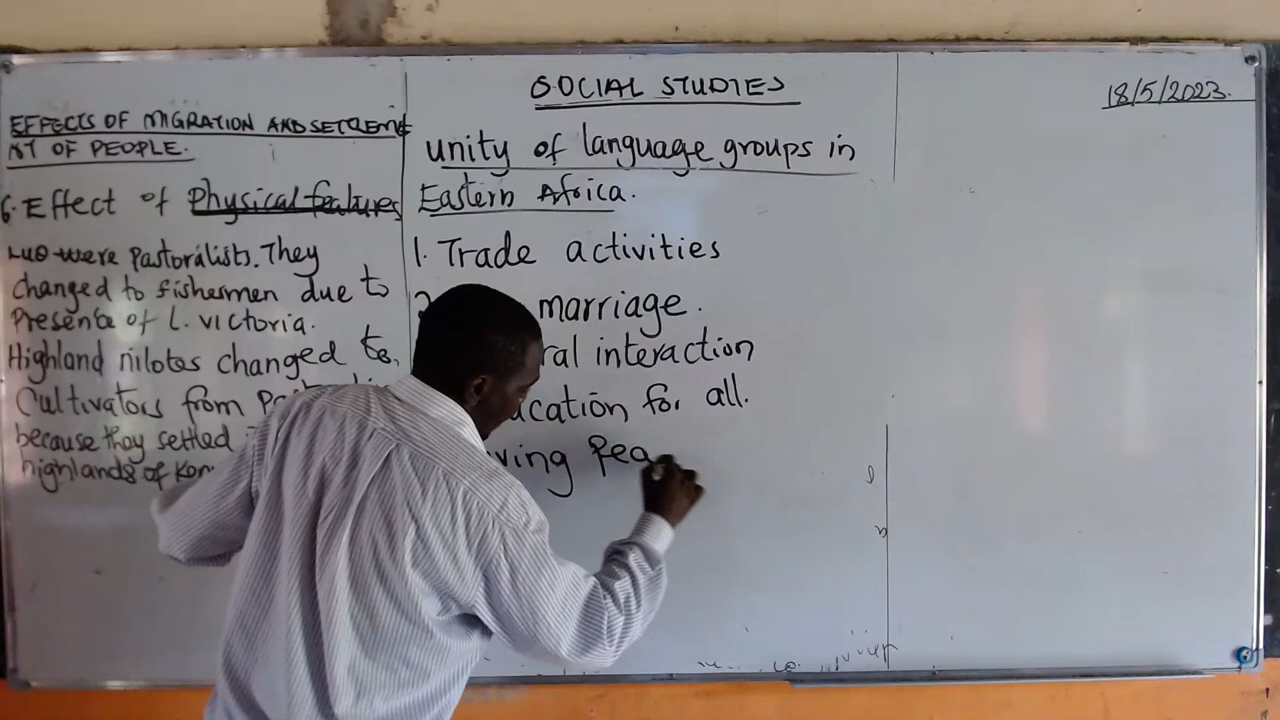 SOCIAL STUDIES
18/5/2023.
EFFECTS OF MIGRATION AND SETTLEME
NT OF PEOPLE.
6. Effect of Physical features
Luo were Pastoralists. They
changed to fishermen due to
Presence of L. victoria.
Highland nilotes changed to
Cultivators from
because they settled
highlands of
unity of language groups in
Eastern Africa.
1. Trade activities
2. marriage.
interaction
for all.